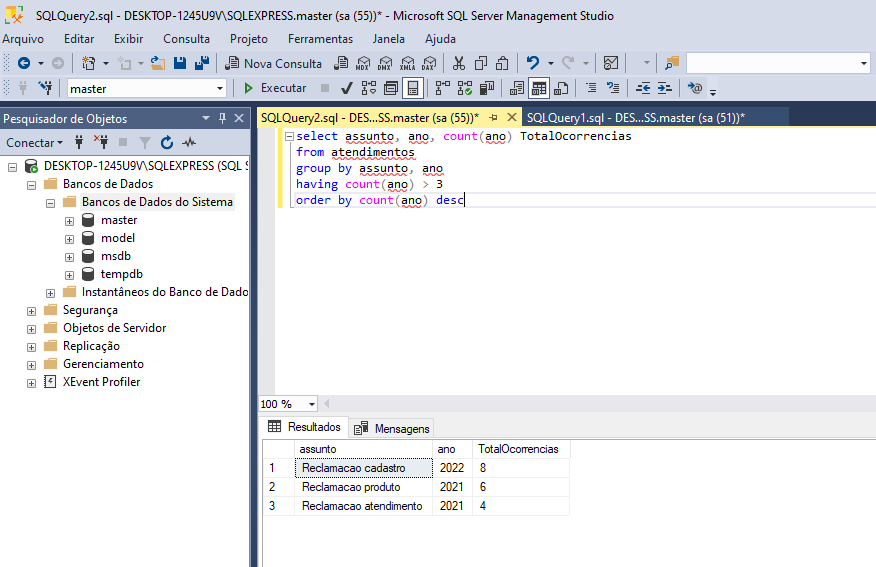 SQLQuery2.sql - DESKTOP-1245U9V\SQLEXPRESS.master (sa (55))* - Microsoft SQL Server Management Studio
Arquivo Editar Exibir Consulta Projeto Ferramentas Janela Ajuda
Nova Consulta MDX DMX XMLA DAX
master Executar
Pesquisador de Objetos
Conectar
DESKTOP-1245U9V\SQLEXPRESS (SQL S
Bancos de Dados
Bancos de Dados do Sistema
master
model
msdb
tempdb
Instantâneos do Banco de Dado
Segurança
Objetos de Servidor
Replicação
Gerenciamento
XEvent Profiler
SQLQuery2.sql - DES...SS.master (sa (55))* SQLQuery1.sql - DES...SS.master (sa (51))*
select assunto, ano, count(ano) TotalOcorrencias
from atendimentos
group by assunto, ano
having count(ano) > 3
order by count(ano) desc
100 %
Resultados Mensagens
assunto ano TotalOcorrencias
1 Reclamacao cadastro 2022 8
2 Reclamacao produto 2021 6
3 Reclamacao atendimento 2021 4